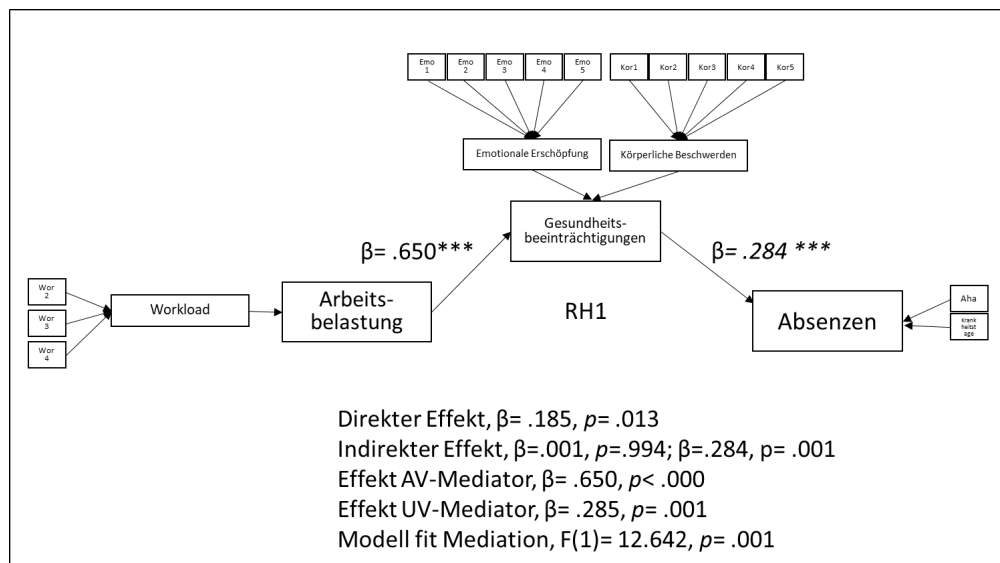 Emo
1
Emo
2
Emo
3
Emo
4
Emo
5
Kor1
Kor2
Kor3
Kor4
Kor5
Emotionale Erschöpfung
Körperliche Beschwerden
Gesundheits-
beeinträchtigungen
β= .650***
β= .284 ***
Wor
2
Wor
3
Wor
4
Workload
Arbeits-
belastung
RH1
Absenzen
Aha
Krank
heitst
age
Direkter Effekt, β= .185, p= .013
Indirekter Effekt, β=.001, p=.994; β=.284, p= .001
Effekt AV-Mediator, β= .650, p< .000
Effekt UV-Mediator, β= .285, p= .001
Modell fit Mediation, F(1)= 12.642, p= .001